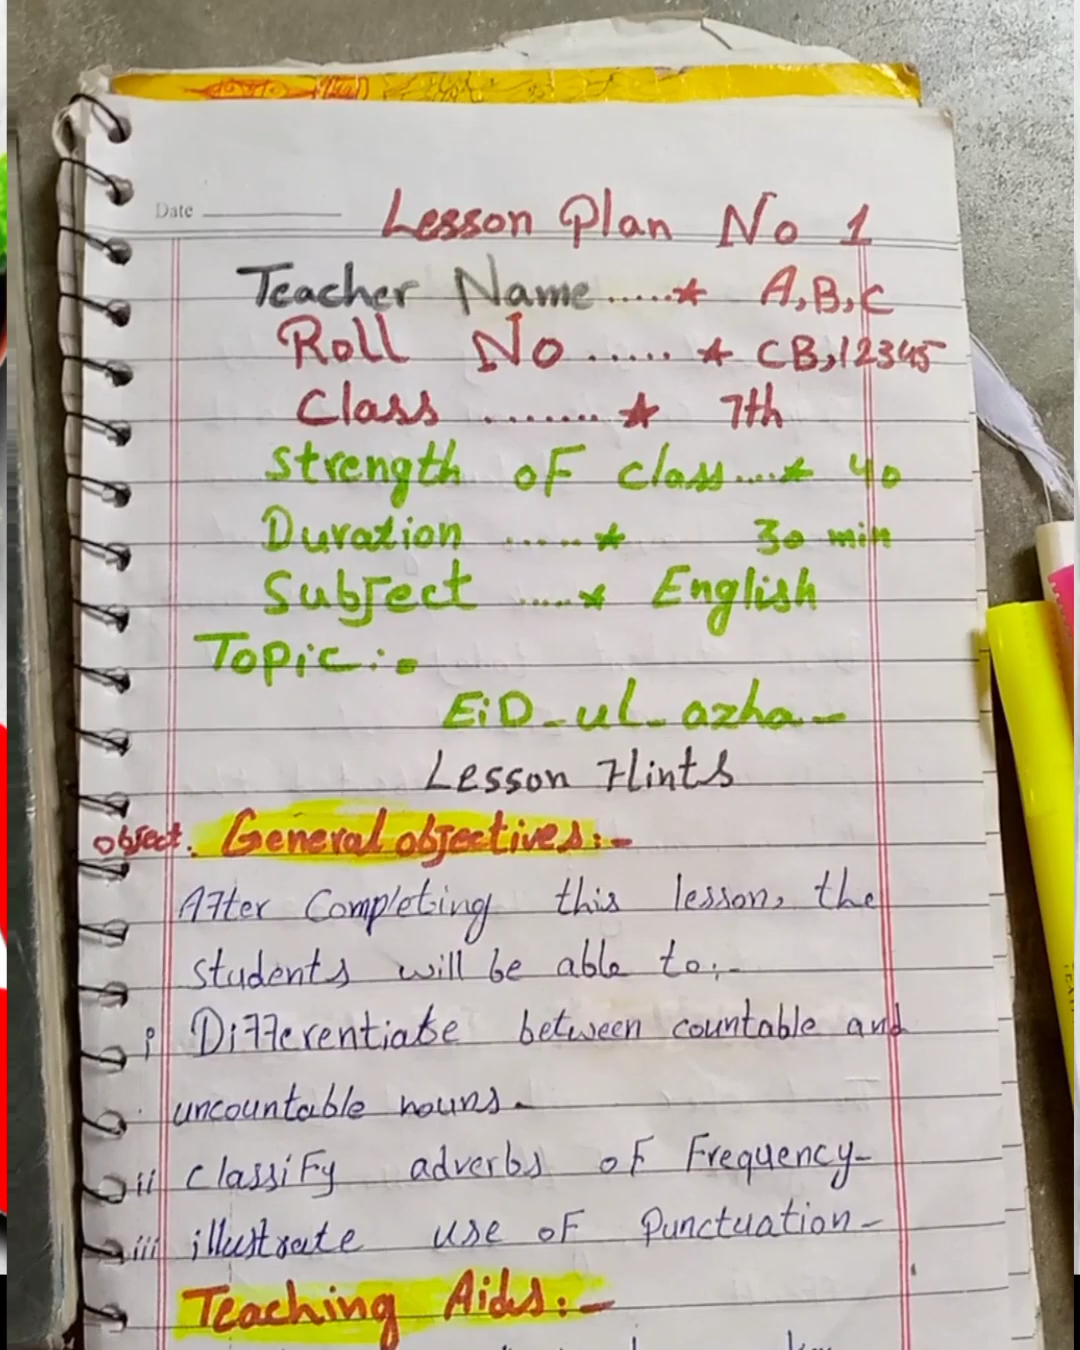 Date
Lesson Plan No 1
Teacher Name ......★ A,B,C
Roll No ...... ★ CB,12345
Class ........ ★ 7th
Strength of class....★ 40
Duration ......★ 30 min
Subject .....★ English
Topic:-
EiD-ul-azha-
Lesson Hints
object. General objectives:-
After Completing this lesson, the
students will be able to:-
i Differentiate between countable and
uncountable nouns.
ii classify adverbs of Frequency-
iii illustrate use of Punctuation-
Teaching Aids:-